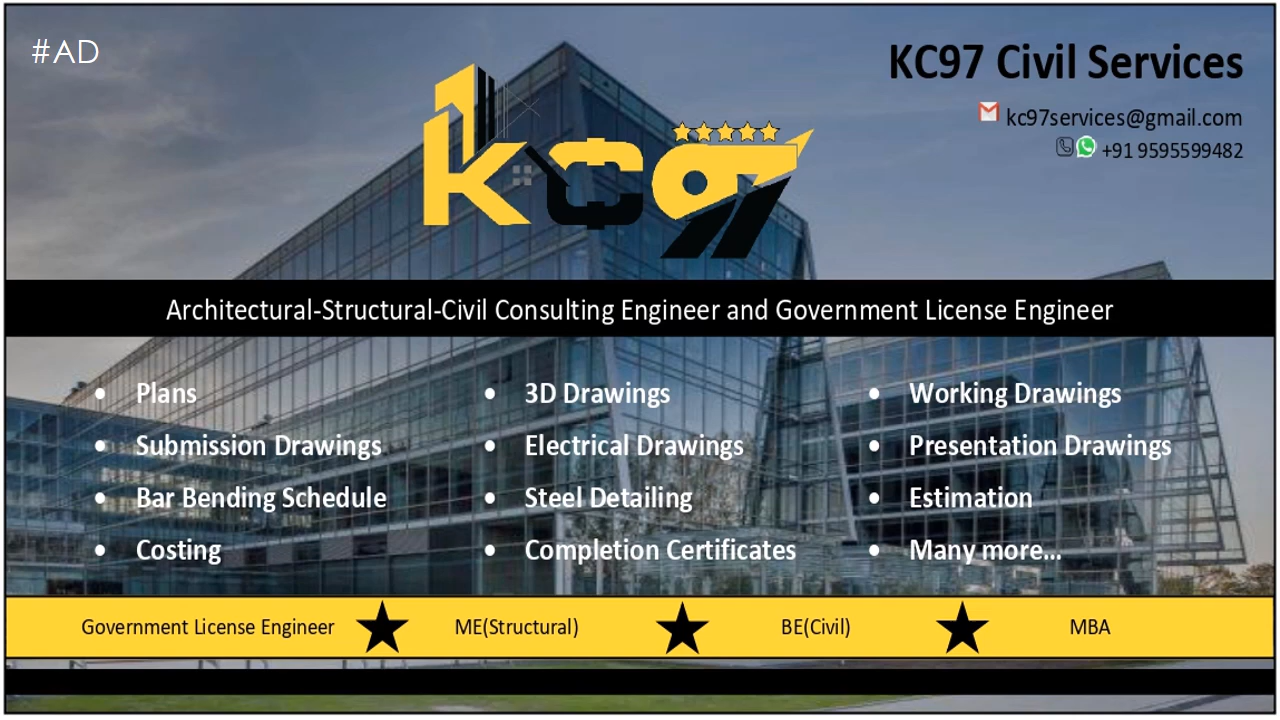 #AD
KC97 Civil Services
kc97services@gmail.com
+91 9595599482
kc97
Architectural-Structural-Civil Consulting Engineer and Government License Engineer
• Plans
• Submission Drawings
• Bar Bending Schedule
• Costing
• 3D Drawings
• Electrical Drawings
• Steel Detailing
• Completion Certificates
• Working Drawings
• Presentation Drawings
• Estimation
• Many more...
Government License Engineer ★ ME(Structural) ★ BE(Civil) ★ MBA